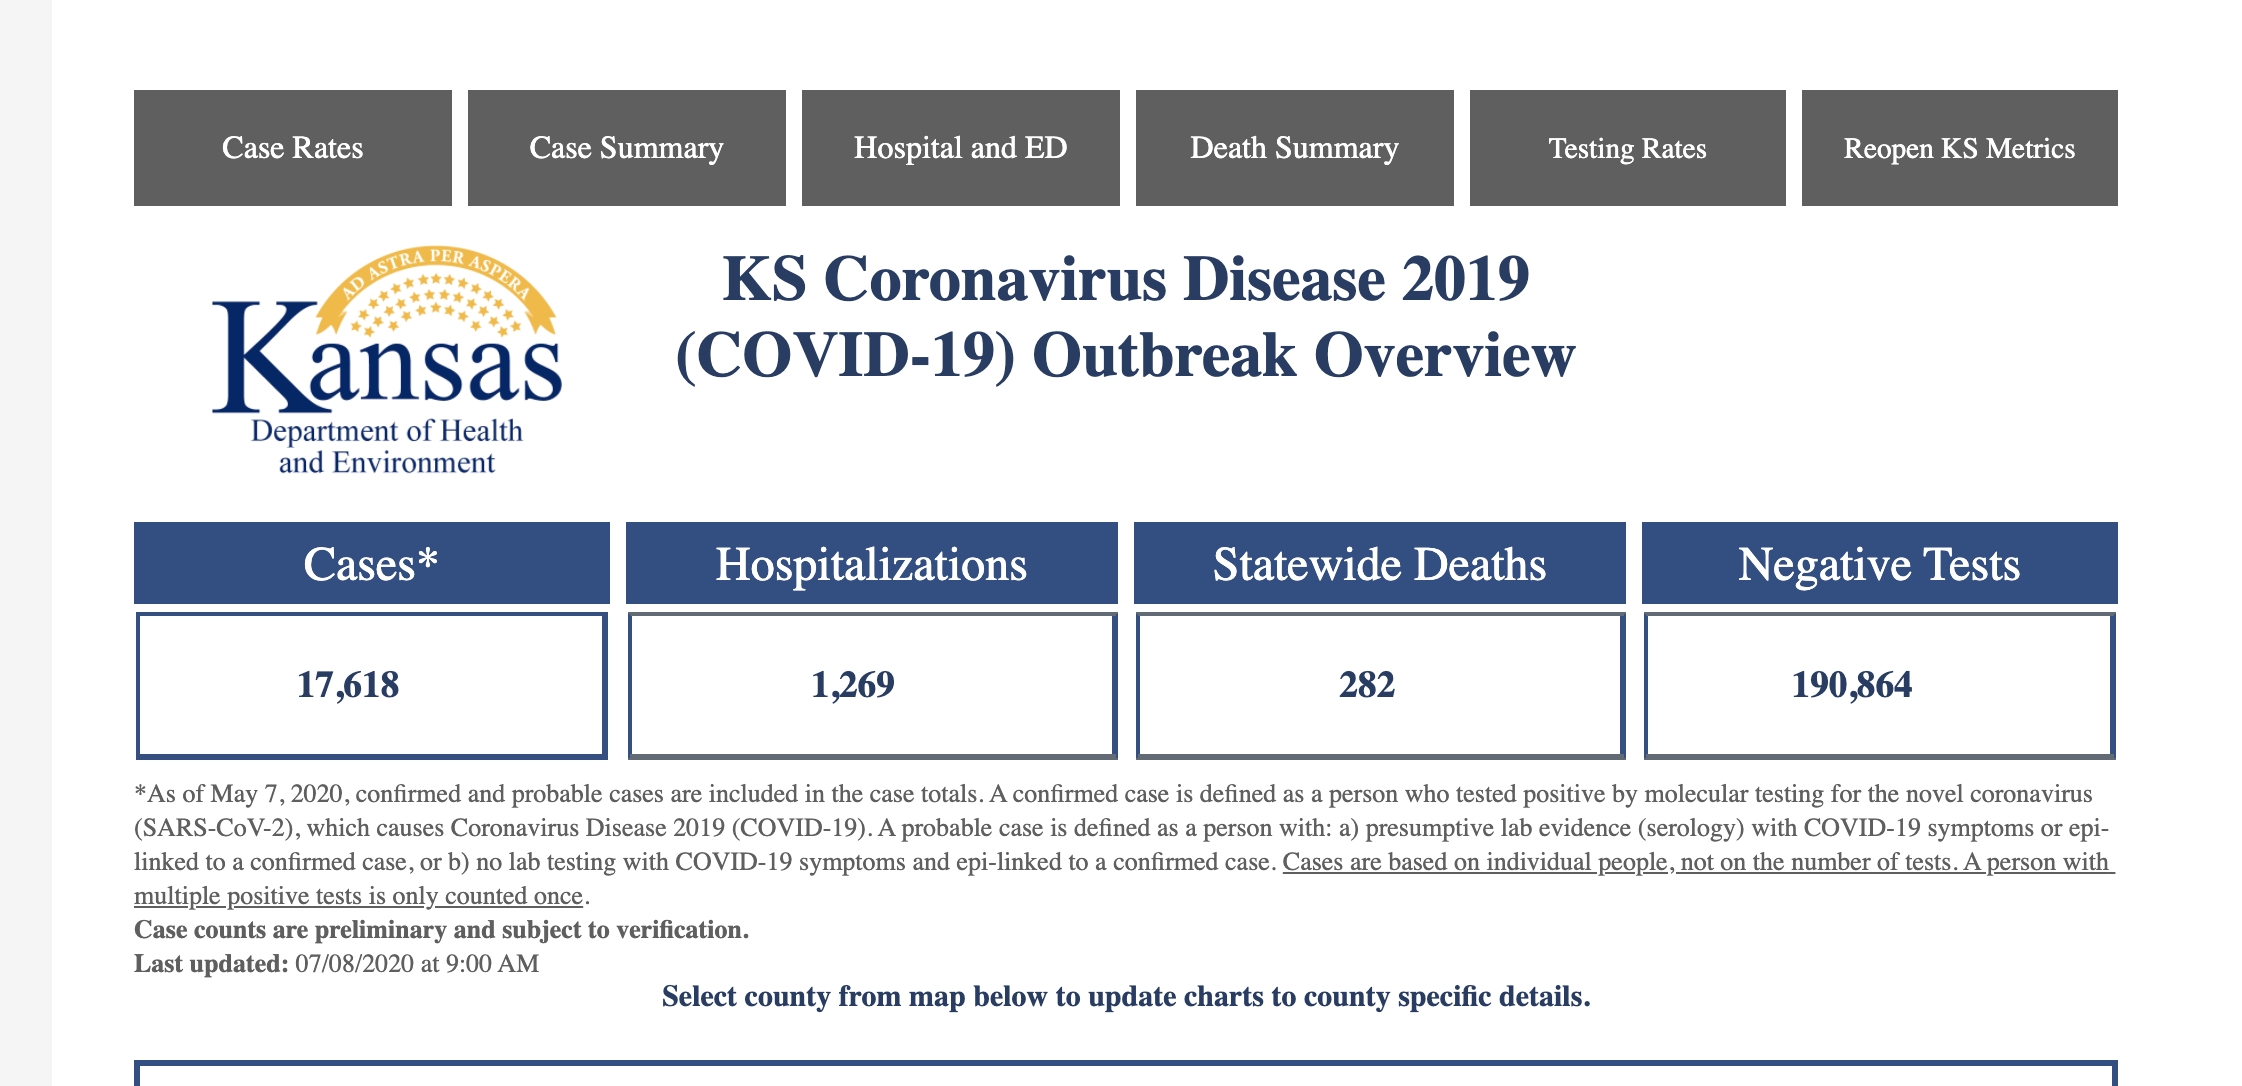 Case Rates
Case Summary
Hospital and ED
Death Summary
Testing Rates
Reopen KS Metrics
AD ASTRA PER ASPERA
Kansas
Department of Health
and Environment
KS Coronavirus Disease 2019
(COVID-19) Outbreak Overview
Cases*
Hospitalizations
Statewide Deaths
Negative Tests
17,618
1,269
282
190,864
*As of May 7, 2020, confirmed and probable cases are included in the case totals. A confirmed case is defined as a person who tested positive by molecular testing for the novel coronavirus
(SARS-CoV-2), which causes Coronavirus Disease 2019 (COVID-19). A probable case is defined as a person with: a) presumptive lab evidence (serology) with COVID-19 symptoms or epi-
linked to a confirmed case, or b) no lab testing with COVID-19 symptoms and epi-linked to a confirmed case. Cases are based on individual people, not on the number of tests. A person with
multiple positive tests is only counted once.
Case counts are preliminary and subject to verification.
Last updated: 07/08/2020 at 9:00 AM
Select county from map below to update charts to county specific details.